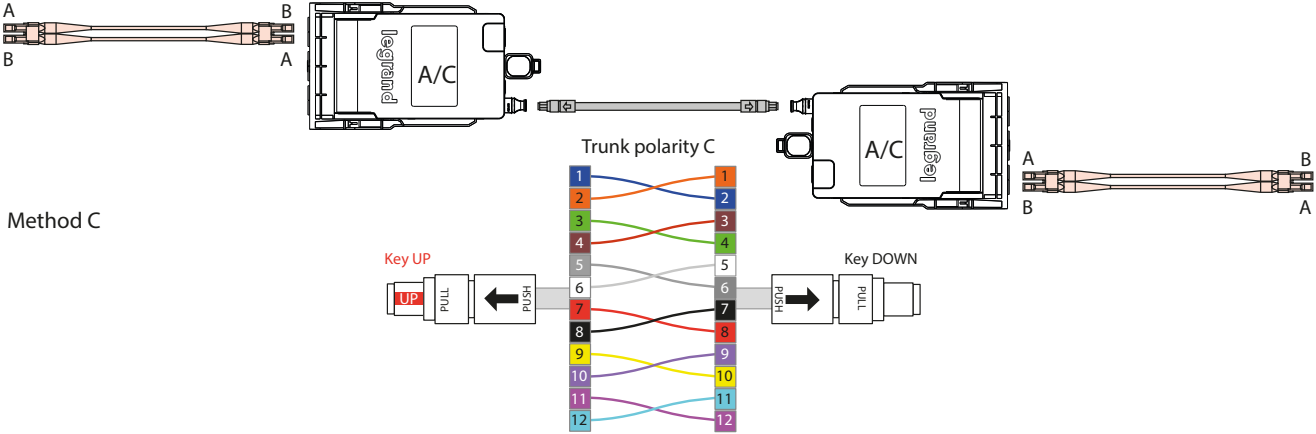 A
B
B
A
legrand
A/C
A/C
legrand
A
B
B
A
Trunk polarity C
Method C
Key UP
UP
PULL
PUSH
1
2
3
4
5
6
7
8
9
10
11
12
1
2
3
4
5
6
7
8
9
10
11
12
Key DOWN
PUSH
PULL